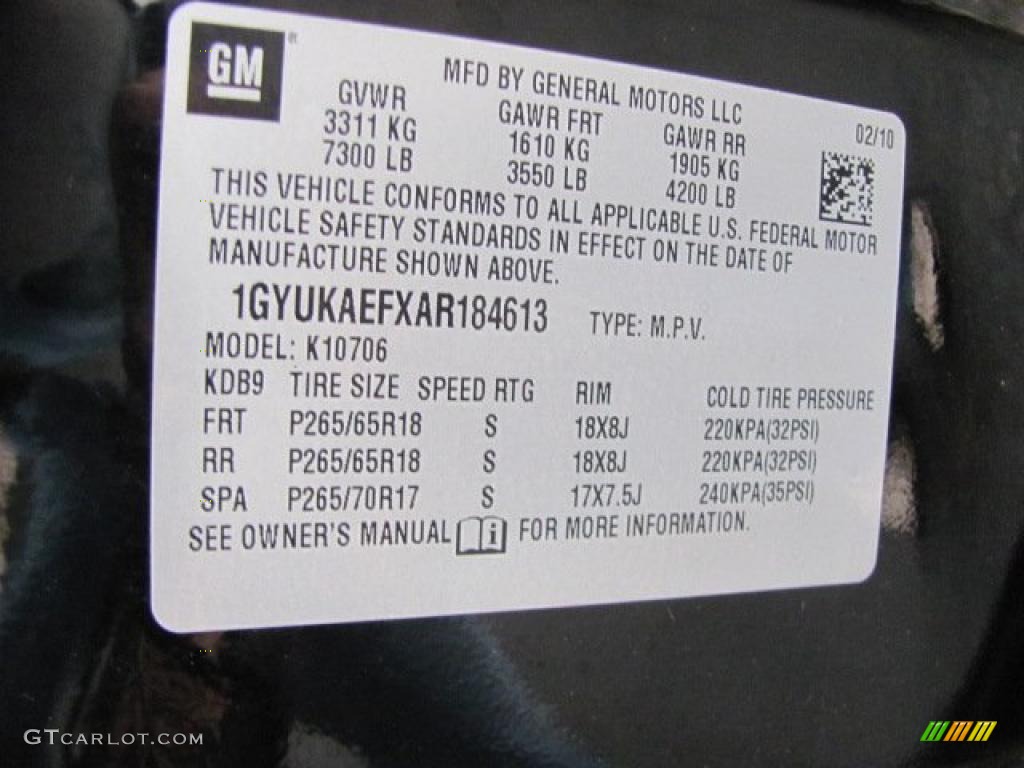 GM®
MFD BY GENERAL MOTORS LLC
GVWR GAWR FRT GAWR RR 02/10
3311 KG 1610 KG 1905 KG
7300 LB 3550 LB 4200 LB
THIS VEHICLE CONFORMS TO ALL APPLICABLE U.S. FEDERAL MOTOR
VEHICLE SAFETY STANDARDS IN EFFECT ON THE DATE OF
MANUFACTURE SHOWN ABOVE.
1GYUKAEFXAR184613 TYPE: M.P.V.
MODEL: K10706
KDB9 TIRE SIZE SPEED RTG RIM COLD TIRE PRESSURE
FRT P265/65R18 S 18X8J 220KPA(32PSI)
RR P265/65R18 S 18X8J 220KPA(32PSI)
SPA P265/70R17 S 17X7.5J 240KPA(35PSI)
SEE OWNER'S MANUAL i FOR MORE INFORMATION.
GTCARLOT.COM